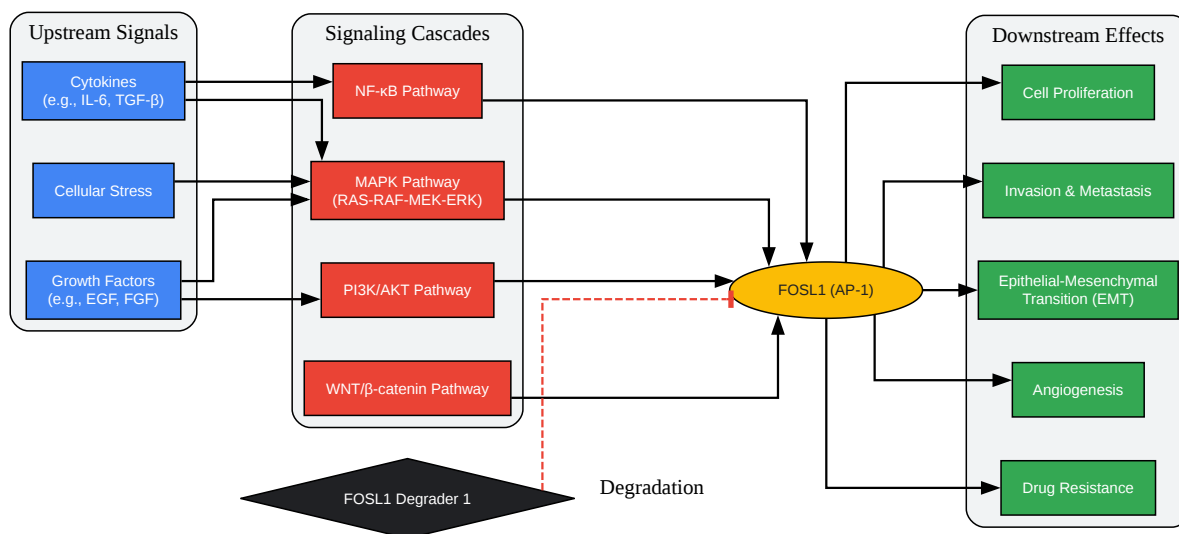 Upstream Signals
Cytokines
(e.g., IL-6, TGF-β)
Cellular Stress
Growth Factors
(e.g., EGF, FGF)
Signaling Cascades
NF-κB Pathway
MAPK Pathway
(RAS-RAF-MEK-ERK)
PI3K/AKT Pathway
WNT/β-catenin Pathway
FOSL1 Degrader 1
Degradation
FOSL1 (AP-1)
Downstream Effects
Cell Proliferation
Invasion & Metastasis
Epithelial-Mesenchymal
Transition (EMT)
Angiogenesis
Drug Resistance